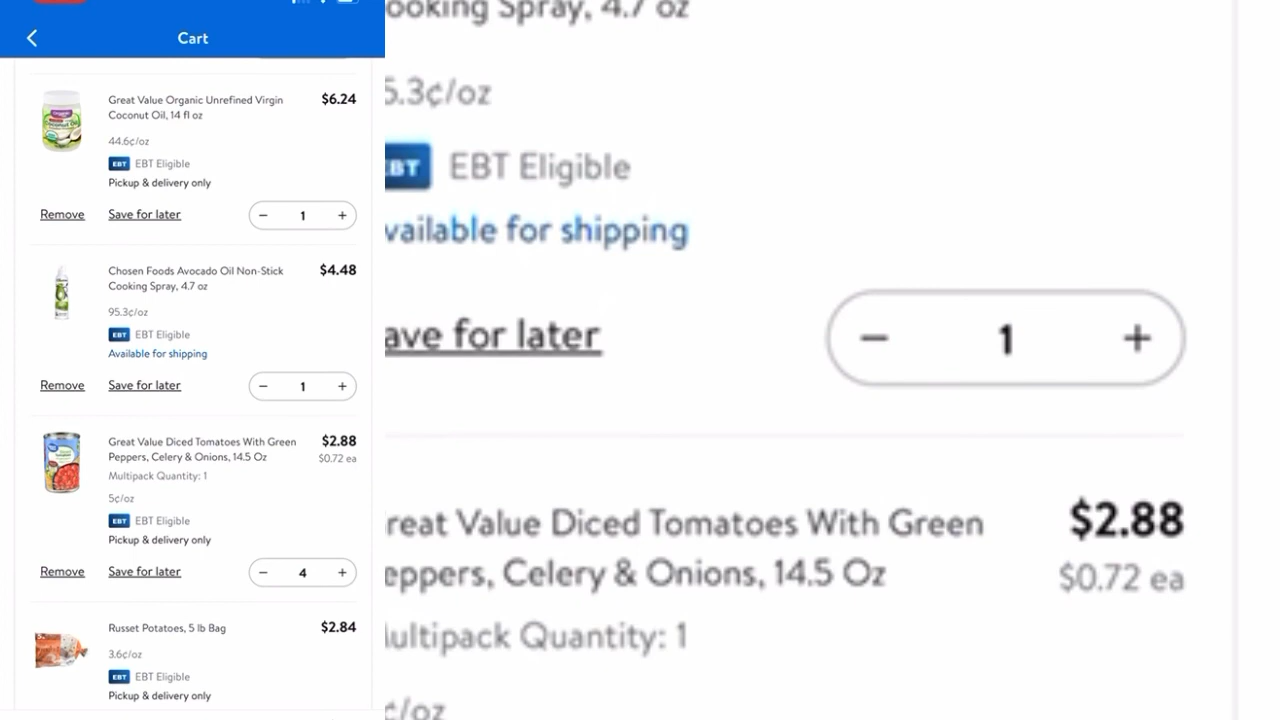 Cart
Great Value Organic Unrefined Virgin
Coconut Oil, 14 fl oz
$6.24
44.6¢/oz
EBT EBT Eligible
Pickup & delivery only
Remove Save for later − 1 +
Chosen Foods Avocado Oil Non-Stick
Cooking Spray, 4.7 oz
$4.48
95.3¢/oz
EBT EBT Eligible
Available for shipping
Remove Save for later − 1 +
Great Value Diced Tomatoes With Green
Peppers, Celery & Onions, 14.5 Oz
$2.88
$0.72 ea
Multipack Quantity: 1
5¢/oz
EBT EBT Eligible
Pickup & delivery only
Remove Save for later − 4 +
Russet Potatoes, 5 lb Bag
$2.84
3.6¢/oz
EBT EBT Eligible
Pickup & delivery only
ooking Spray, 4.7 oz
5.3¢/oz
BT EBT Eligible
vailable for shipping
ave for later − 1 +
reat Value Diced Tomatoes With Green
eppers, Celery & Onions, 14.5 Oz
$2.88
$0.72 ea
ultipack Quantity: 1
¢/oz